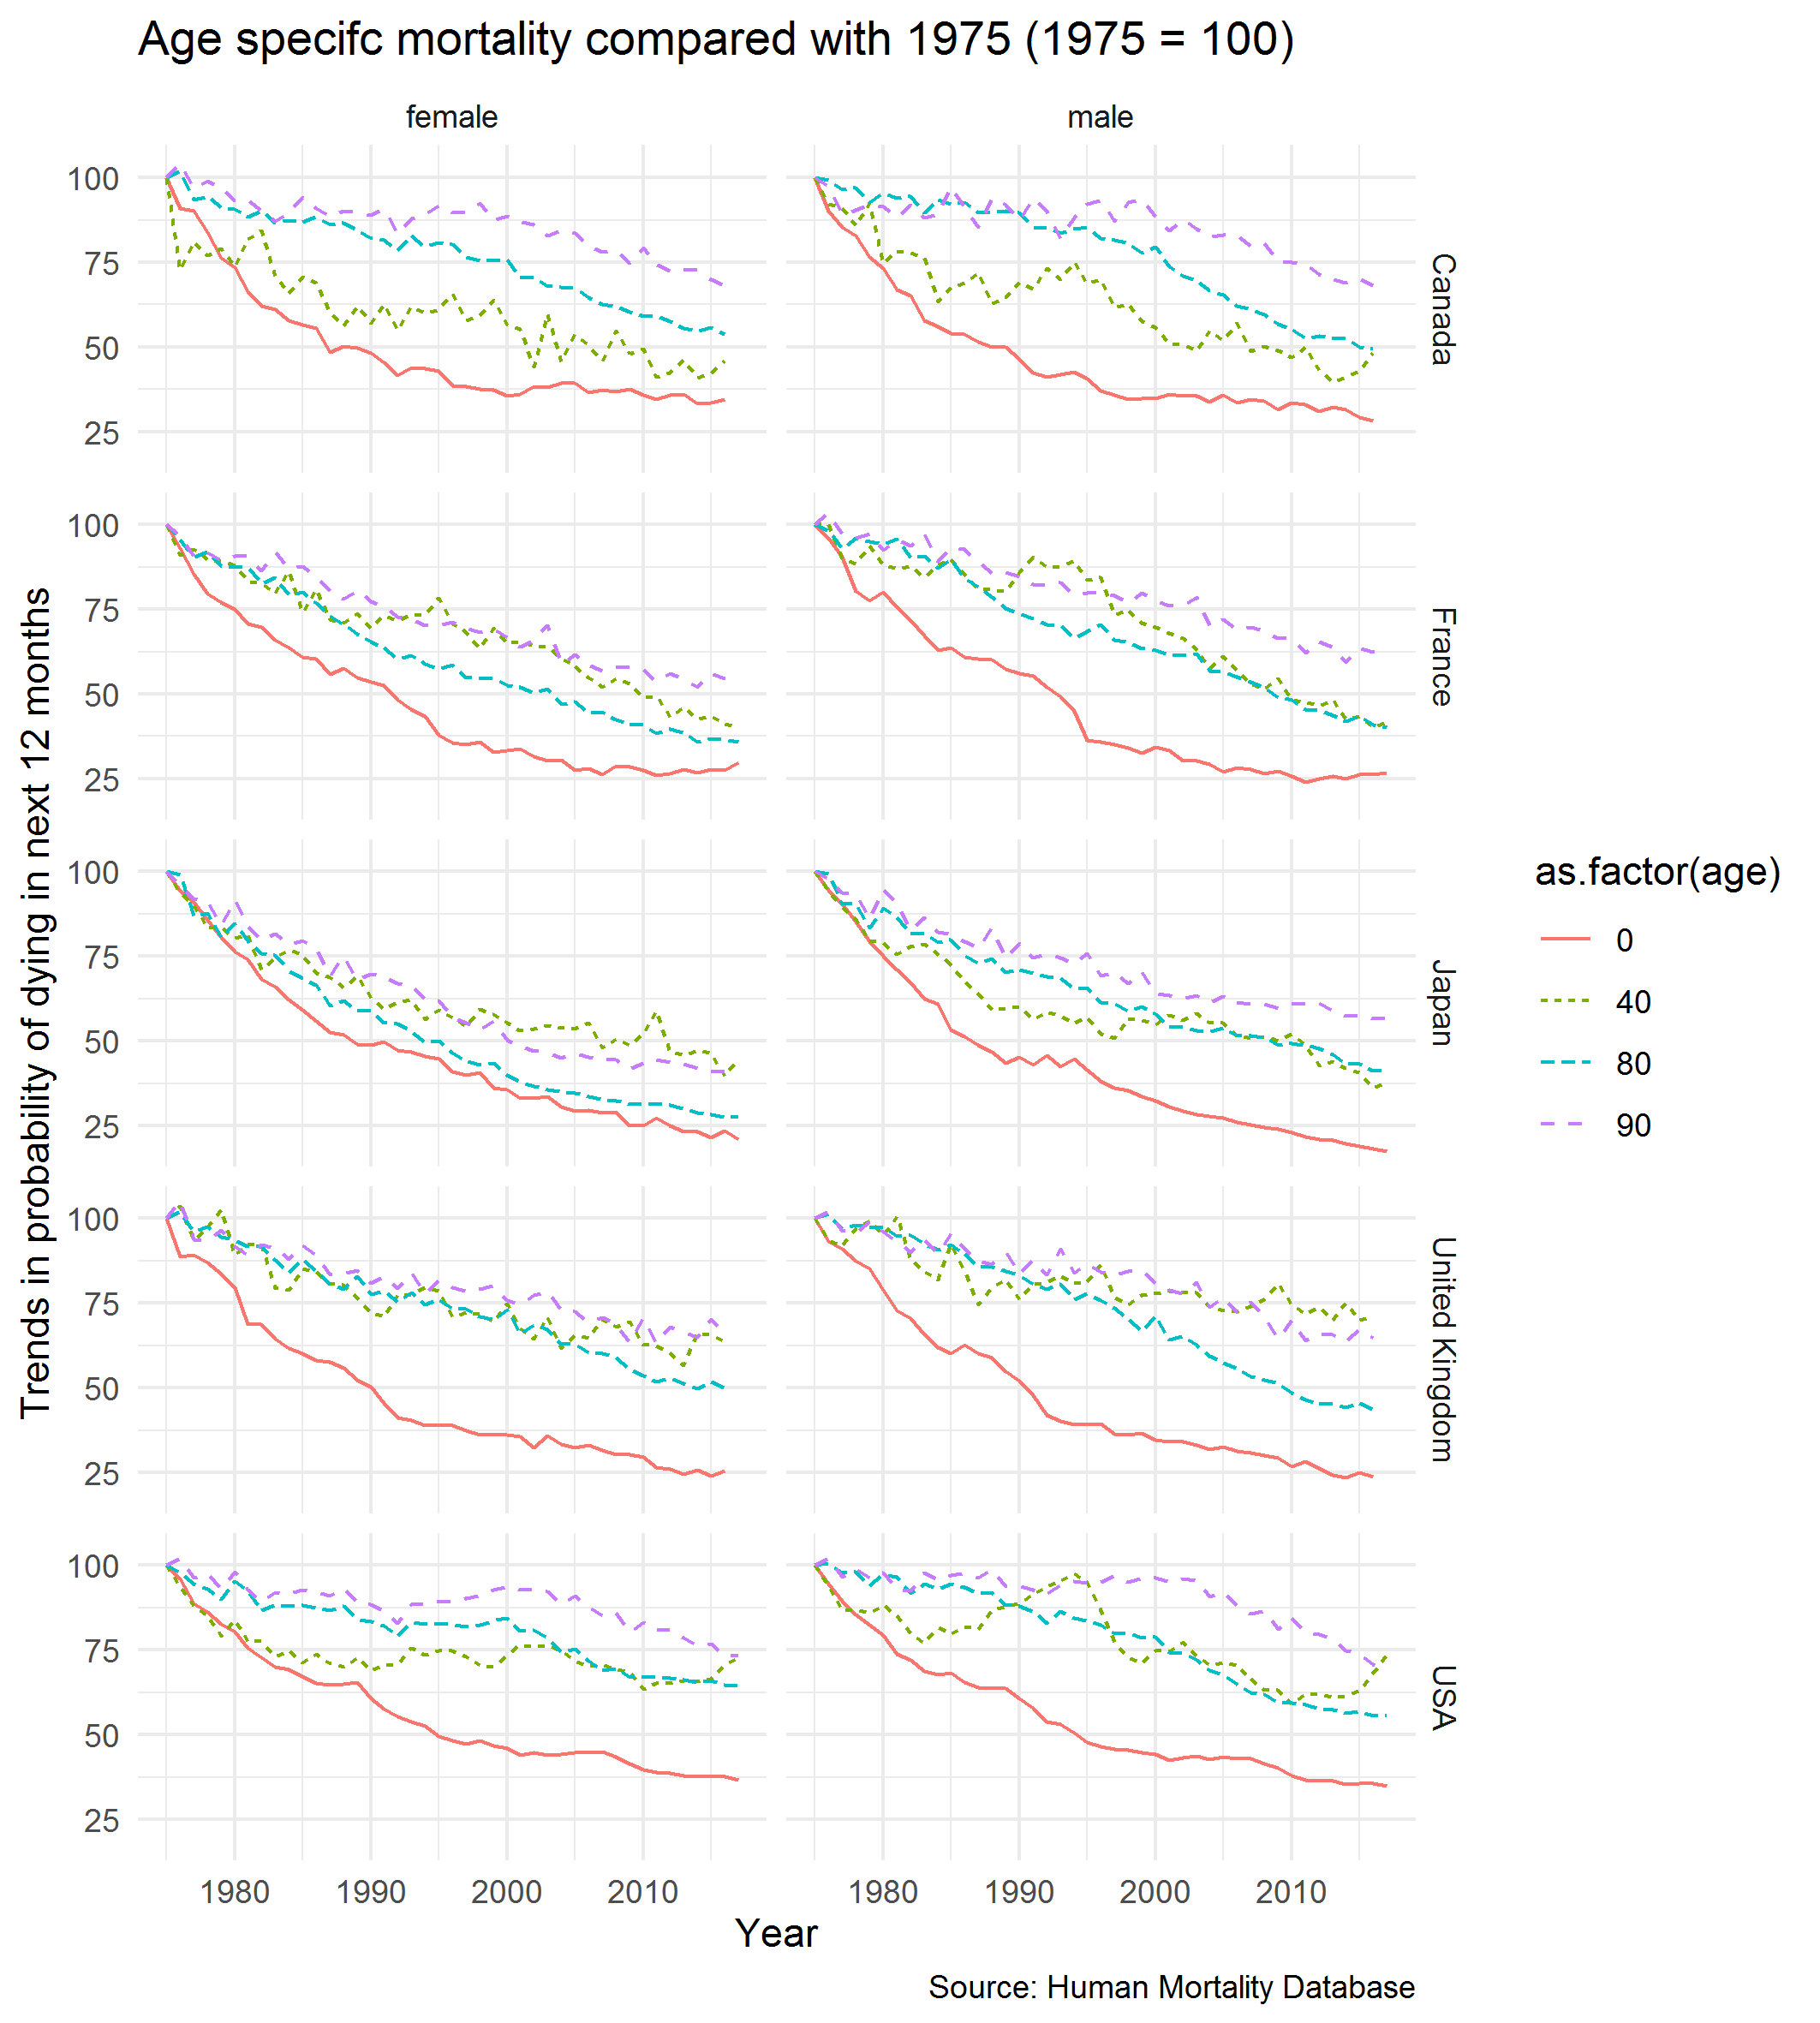 Age specifc mortality compared with 1975 (1975 = 100)
female
male
100
75
50
25
Canada
100
75
50
25
France
100
75
50
25
Japan
100
75
50
25
United Kingdom
100
75
50
25
USA
Trends in probability of dying in next 12 months
1980
1990
2000
2010
1980
1990
2000
2010
Year
as.factor(age)
0
40
80
90
Source: Human Mortality Database